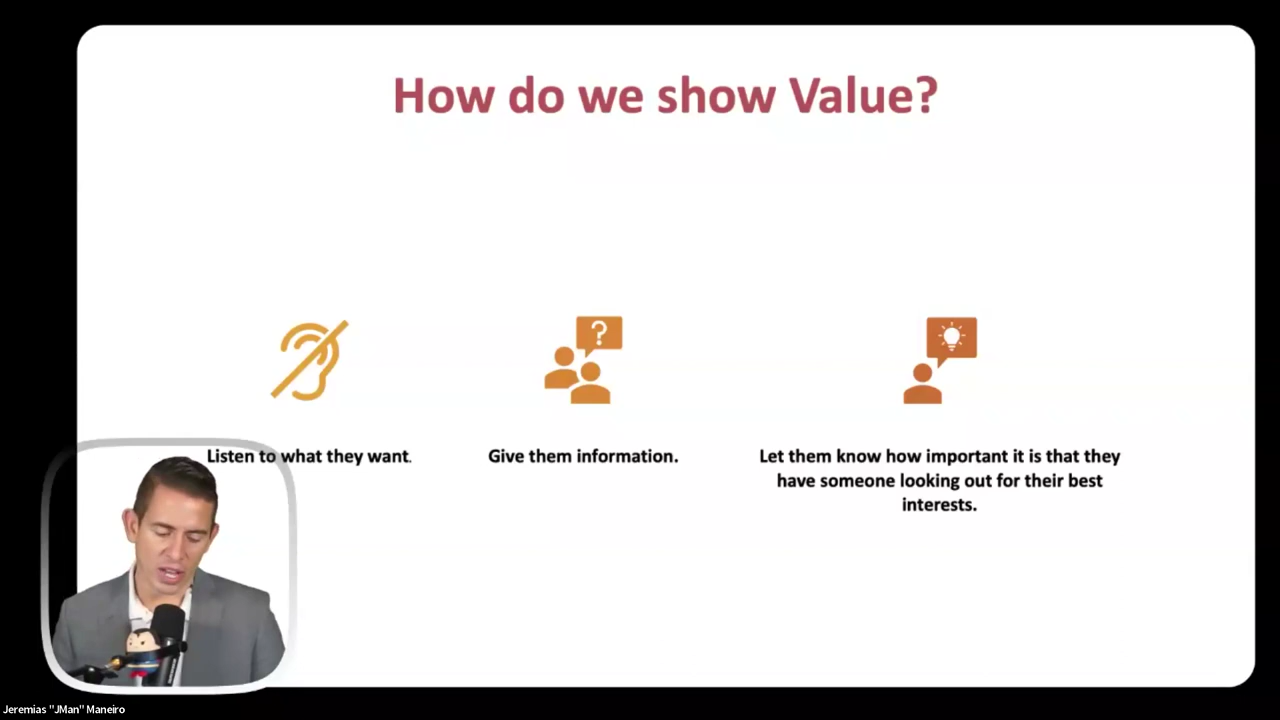 How do we show Value?
?
Listen to what they want.
Give them information.
Let them know how important it is that they
have someone looking out for their best
interests.
Jeremias "JMan" Maneiro